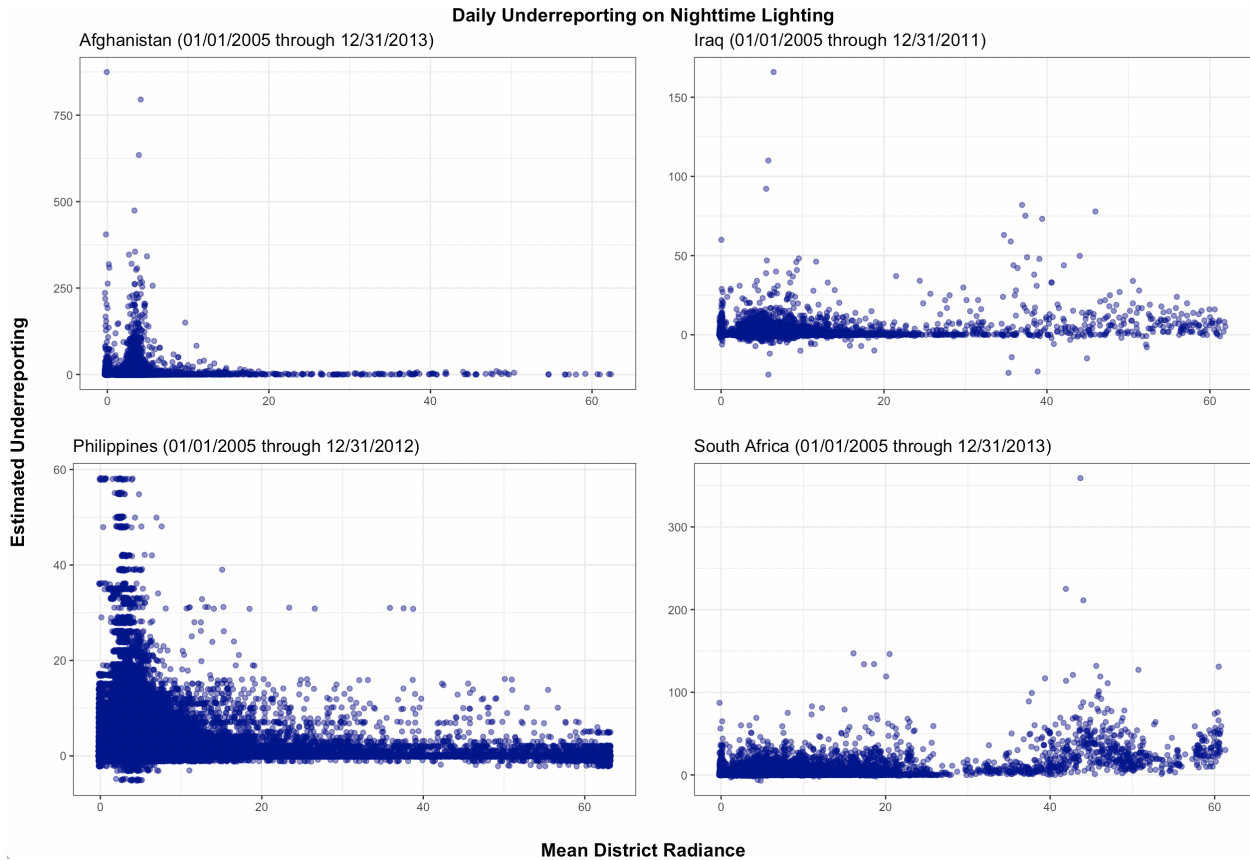 Daily Underreporting on Nighttime Lighting
Afghanistan (01/01/2005 through 12/31/2013)
750
500
250
0
0 20 40 60
Iraq (01/01/2005 through 12/31/2011)
150
100
50
0
0 20 40 60
Estimated Underreporting
Philippines (01/01/2005 through 12/31/2012)
60
40
20
0
0 20 40 60
South Africa (01/01/2005 through 12/31/2013)
300
200
100
0
0 20 40 60
Mean District Radiance